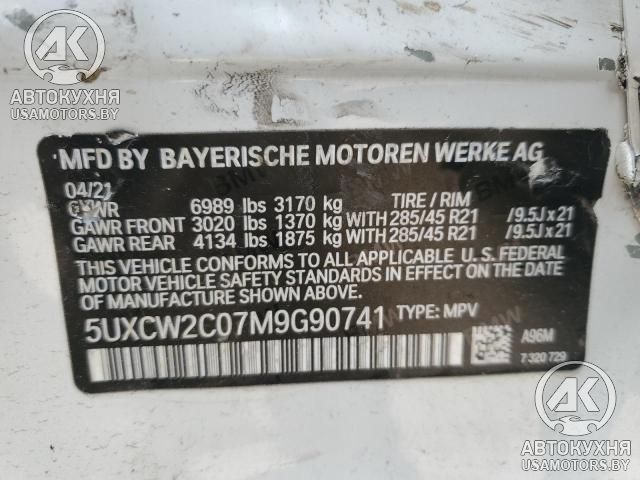 AK
АВТОКУХНЯ
USAMOTORS.BY
MFD BY BAYERISCHE MOTOREN WERKE AG
04/21
GVWR 6989 lbs 3170 kg TIRE / RIM
GAWR FRONT 3020 lbs 1370 kg WITH 285/45 R21 /9.5J x 21
GAWR REAR 4134 lbs 1875 kg WITH 285/45 R21 /9.5J x 21
THIS VEHICLE CONFORMS TO ALL APPLICABLE U. S. FEDERAL
MOTOR VEHICLE SAFETY STANDARDS IN EFFECT ON THE DATE OF
MANUFACTURE SHOWN ABOVE.
5UXCW2C07M9G90741 TYPE: MPV
A96M
7 320 729
AK
АВТОКУХНЯ
USAMOTORS.BY